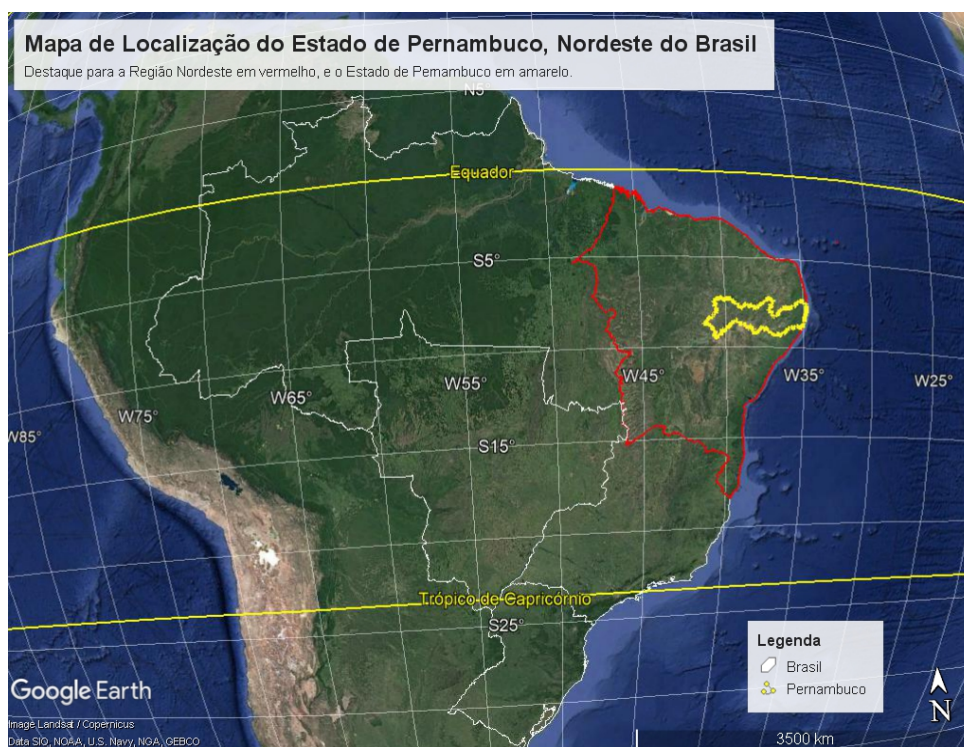 Mapa de Localização do Estado de Pernambuco, Nordeste do Brasil
Destaque para a Região Nordeste em vermelho, e o Estado de Pernambuco em amarelo.
N5°
Equador
S5°
W45°
W35°
W55°
W25°
W65°
W75°
W85°
S15°
Trópico de Capricórnio
S25°
Legenda
Brasil
Pernambuco
Google Earth
Image Landsat / Copernicus
Data SIO, NOAA, U.S. Navy, NGA, GEBCO
N
3500 km